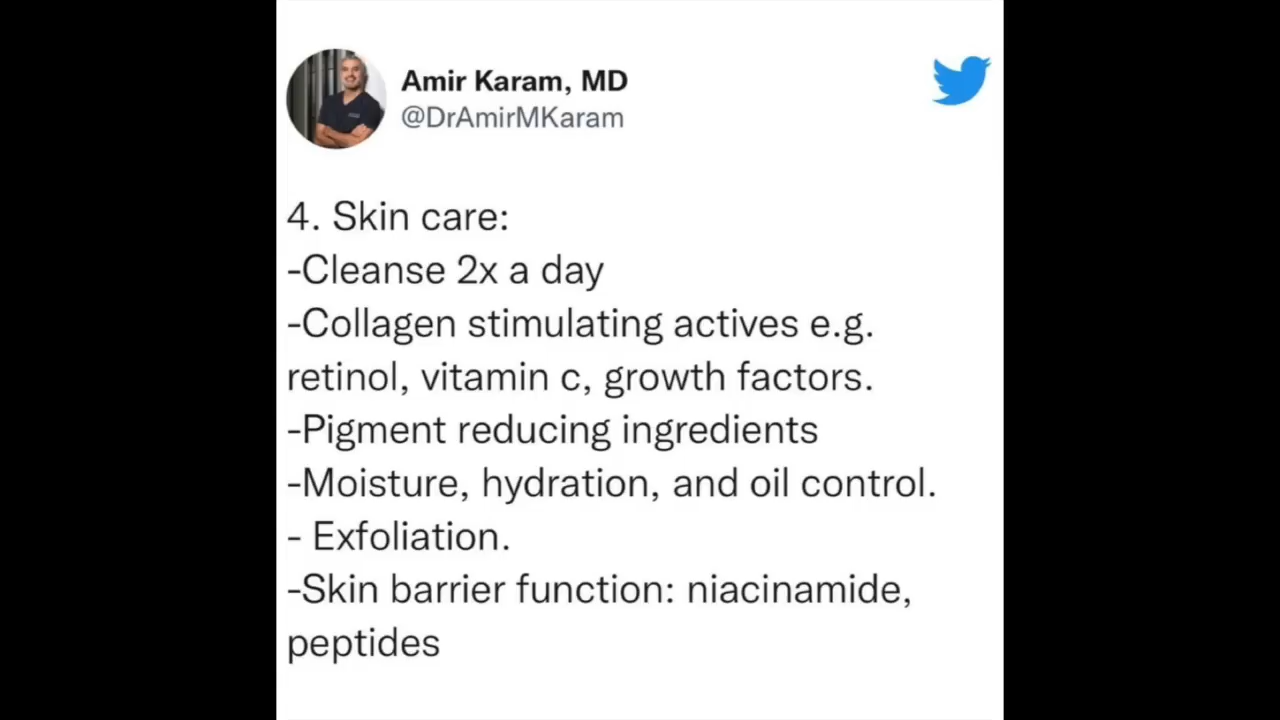 Amir Karam, MD
@DrAmirMKaram
4. Skin care:
-Cleanse 2x a day
-Collagen stimulating actives e.g.
retinol, vitamin c, growth factors.
-Pigment reducing ingredients
-Moisture, hydration, and oil control.
- Exfoliation.
-Skin barrier function: niacinamide,
peptides